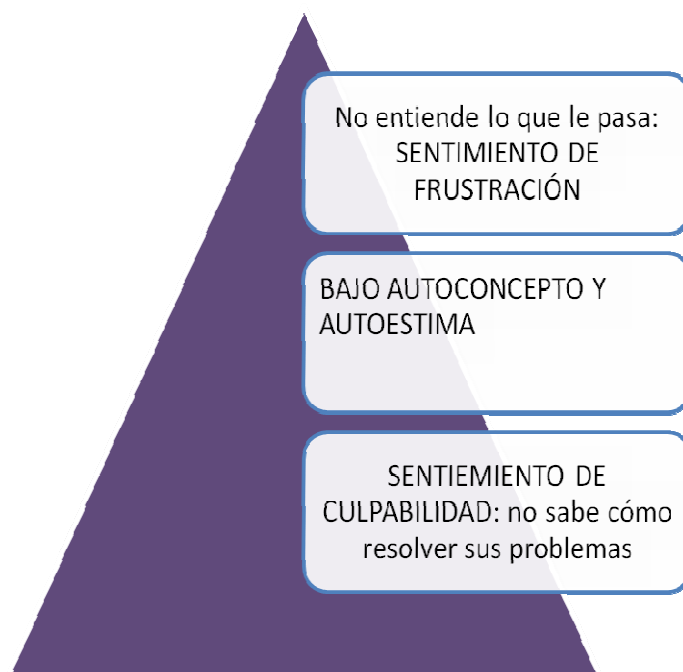 No entiende lo que le pasa:
SENTIMIENTO DE
FRUSTRACIÓN
BAJO AUTOCONCEPTO Y
AUTOESTIMA
SENTIEMIENTO DE
CULPABILIDAD: no sabe cómo
resolver sus problemas